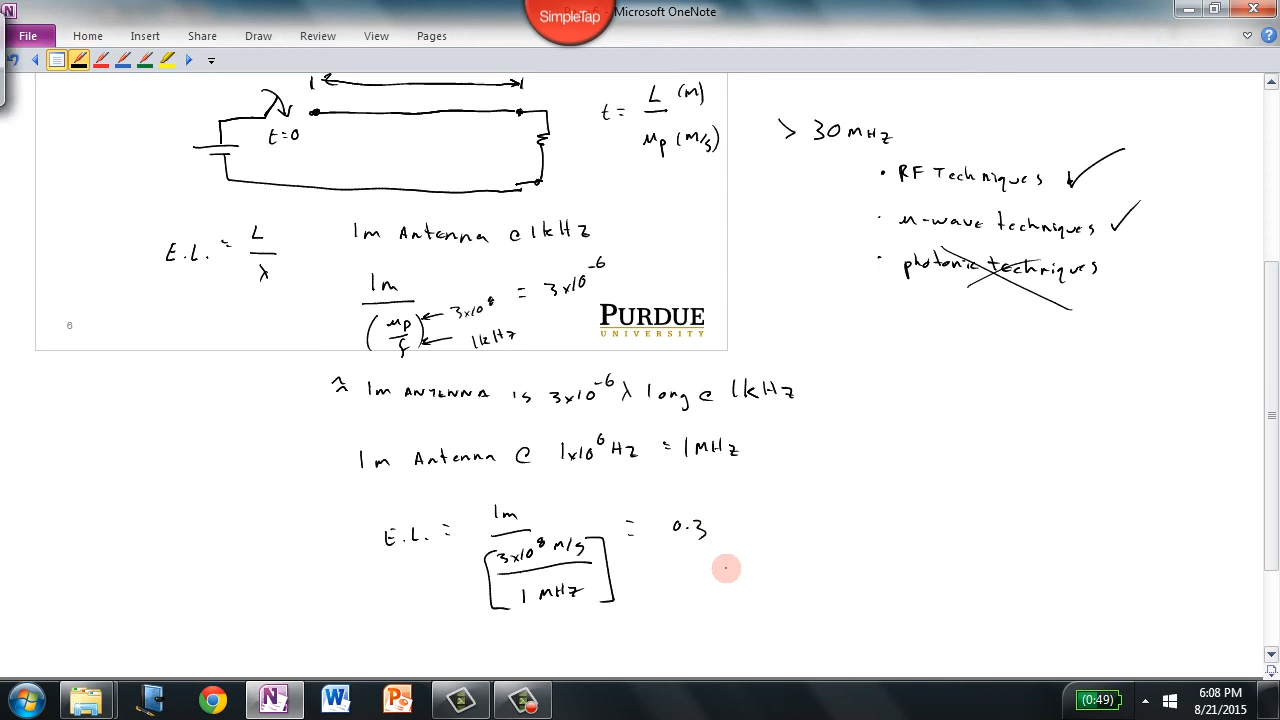 SimpleTap
Page 6 - Microsoft OneNote
File Home Insert Share Draw Review View Pages
t=0
t = L (m) / μp (m/s)
E.L. = L / λ
1m Antenna @ 1kHz
1m / (μp / f) = 3x10^-6
3x10^8
1kHz
PURDUE
UNIVERSITY
6
> 30 MHz
• RF Techniques
• μ-wave techniques
• photonic techniques
1m ANTENNA is 3x10^-6 λ long @ 1kHz
1m Antenna @ 1x10^6 Hz = 1MHz
E.L. = 1m / [3x10^8 m/s / 1 MHz] = 0.3
(0:49)
6:08 PM
8/21/2015